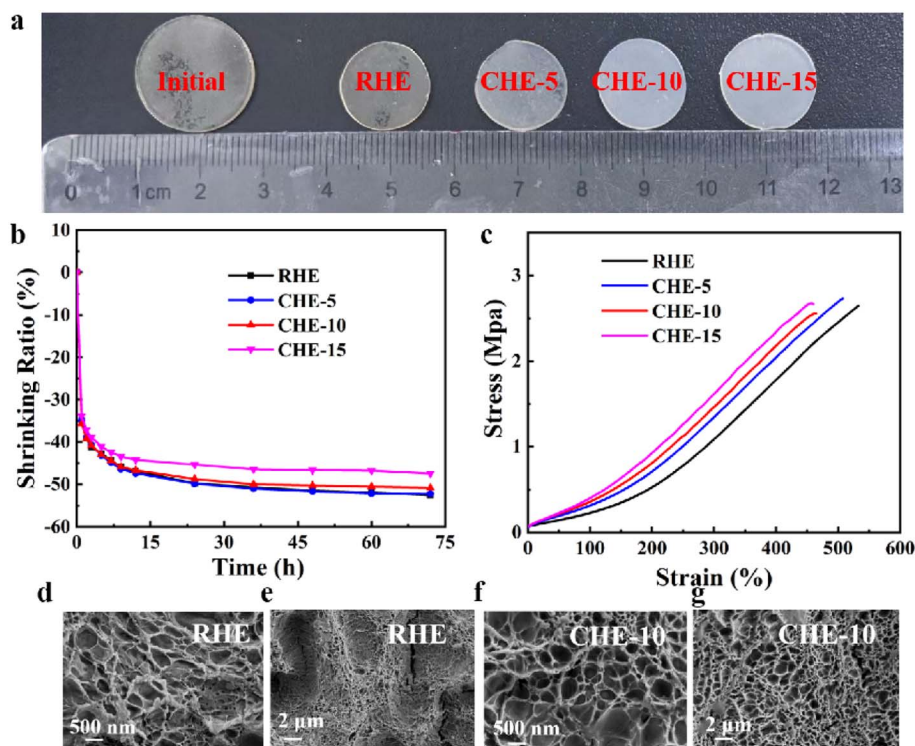 a
Initial
RHE
CHE-5
CHE-10
CHE-15
0 1 cm 2 3 4 5 6 7 8 9 10 11 12 13
b
10
0
-10
-20
-30
-40
-50
-60
Shrinking Ratio (%)
RHE
CHE-5
CHE-10
CHE-15
0 15 30 45 60 75
Time (h)
c
3
2
1
0
Stress (Mpa)
RHE
CHE-5
CHE-10
CHE-15
0 100 200 300 400 500 600
Strain (%)
d
RHE
500 nm
e
RHE
2 μm
f
CHE-10
500 nm
g
CHE-10
2 μm